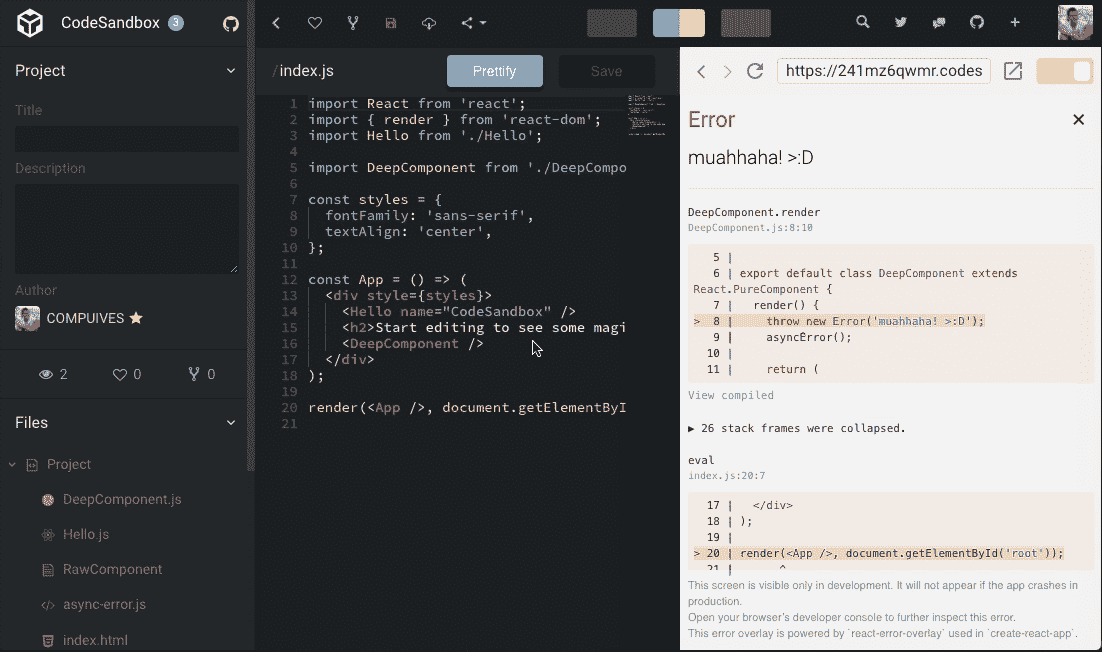 CodeSandbox 3
Project
Title
Description
Author
COMPUIVES
2 0 0
Files
Project
DeepComponent.js
Hello.js
RawComponent
async-error.js
index.html
/index.js
Prettify
Save
1 import React from 'react';
2 import { render } from 'react-dom';
3 import Hello from './Hello';
4
5 import DeepComponent from './DeepCompo
6
7 const styles = {
8 fontFamily: 'sans-serif',
9 textAlign: 'center',
10 };
11
12 const App = () => (
13 <div style={styles}>
14 <Hello name="CodeSandbox" />
15 <h2>Start editing to see some magi
16 <DeepComponent />
17 </div>
18 );
19
20 render(<App />, document.getElementByI
21
https://241mz6qwmr.codes
Error
muahhaha! >:D
DeepComponent.render
DeepComponent.js:8:10
5 |
6 | export default class DeepComponent extends
React.PureComponent {
7 | render() {
> 8 | throw new Error('muahhaha! >:D');
9 | asyncError();
10 |
11 | return (
View compiled
▶ 26 stack frames were collapsed.
eval
index.js:20:7
17 | </div>
18 | );
19 |
> 20 | render(<App />, document.getElementById('root'));
21 | ^
This screen is visible only in development. It will not appear if the app crashes in
production.
Open your browser's developer console to further inspect this error.
This error overlay is powered by `react-error-overlay` used in `create-react-app`.